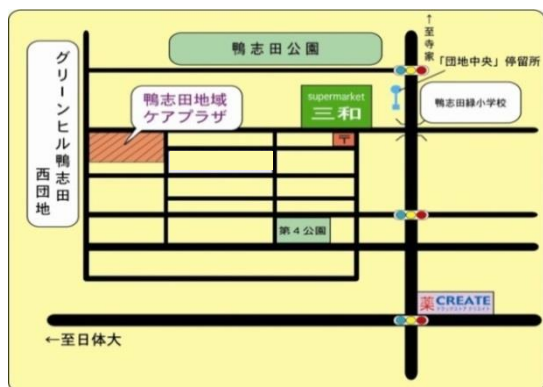 ↑至寺家
鴨志田公園
「団地中央」停留所
グリーンヒル鴨志田
西団地
鴨志田地域
ケアプラザ
supermarket
三和
鴨志田緑小学校
〒
第4公園
薬 CREATE
←至日体大